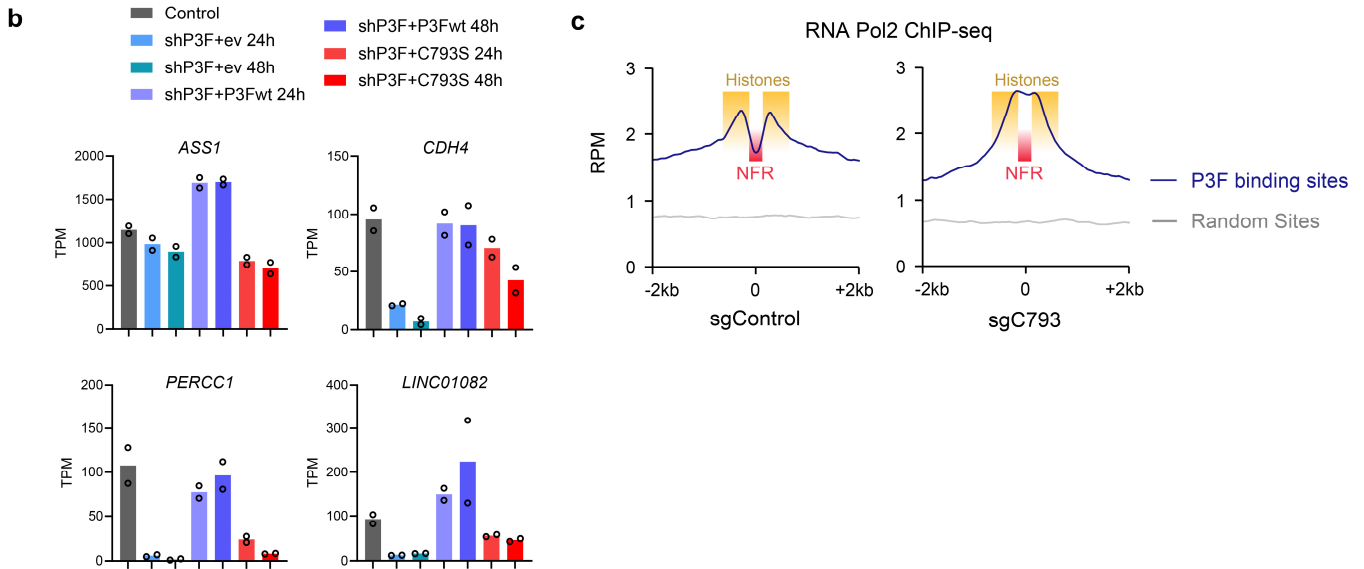 b
Control
shP3F+ev 24h
shP3F+ev 48h
shP3F+P3Fwt 24h
shP3F+P3Fwt 48h
shP3F+C793S 24h
shP3F+C793S 48h
ASS1
TPM
2000
1500
1000
500
0
CDH4
TPM
150
100
50
0
PERCC1
TPM
200
150
100
50
0
LINC01082
TPM
400
300
200
100
0
c
RNA Pol2 ChIP-seq
RPM
3
2
1
0
Histones
NFR
-2kb 0 +2kb
sgControl
3
2
1
0
Histones
NFR
-2kb 0 +2kb
sgC793
P3F binding sites
Random Sites